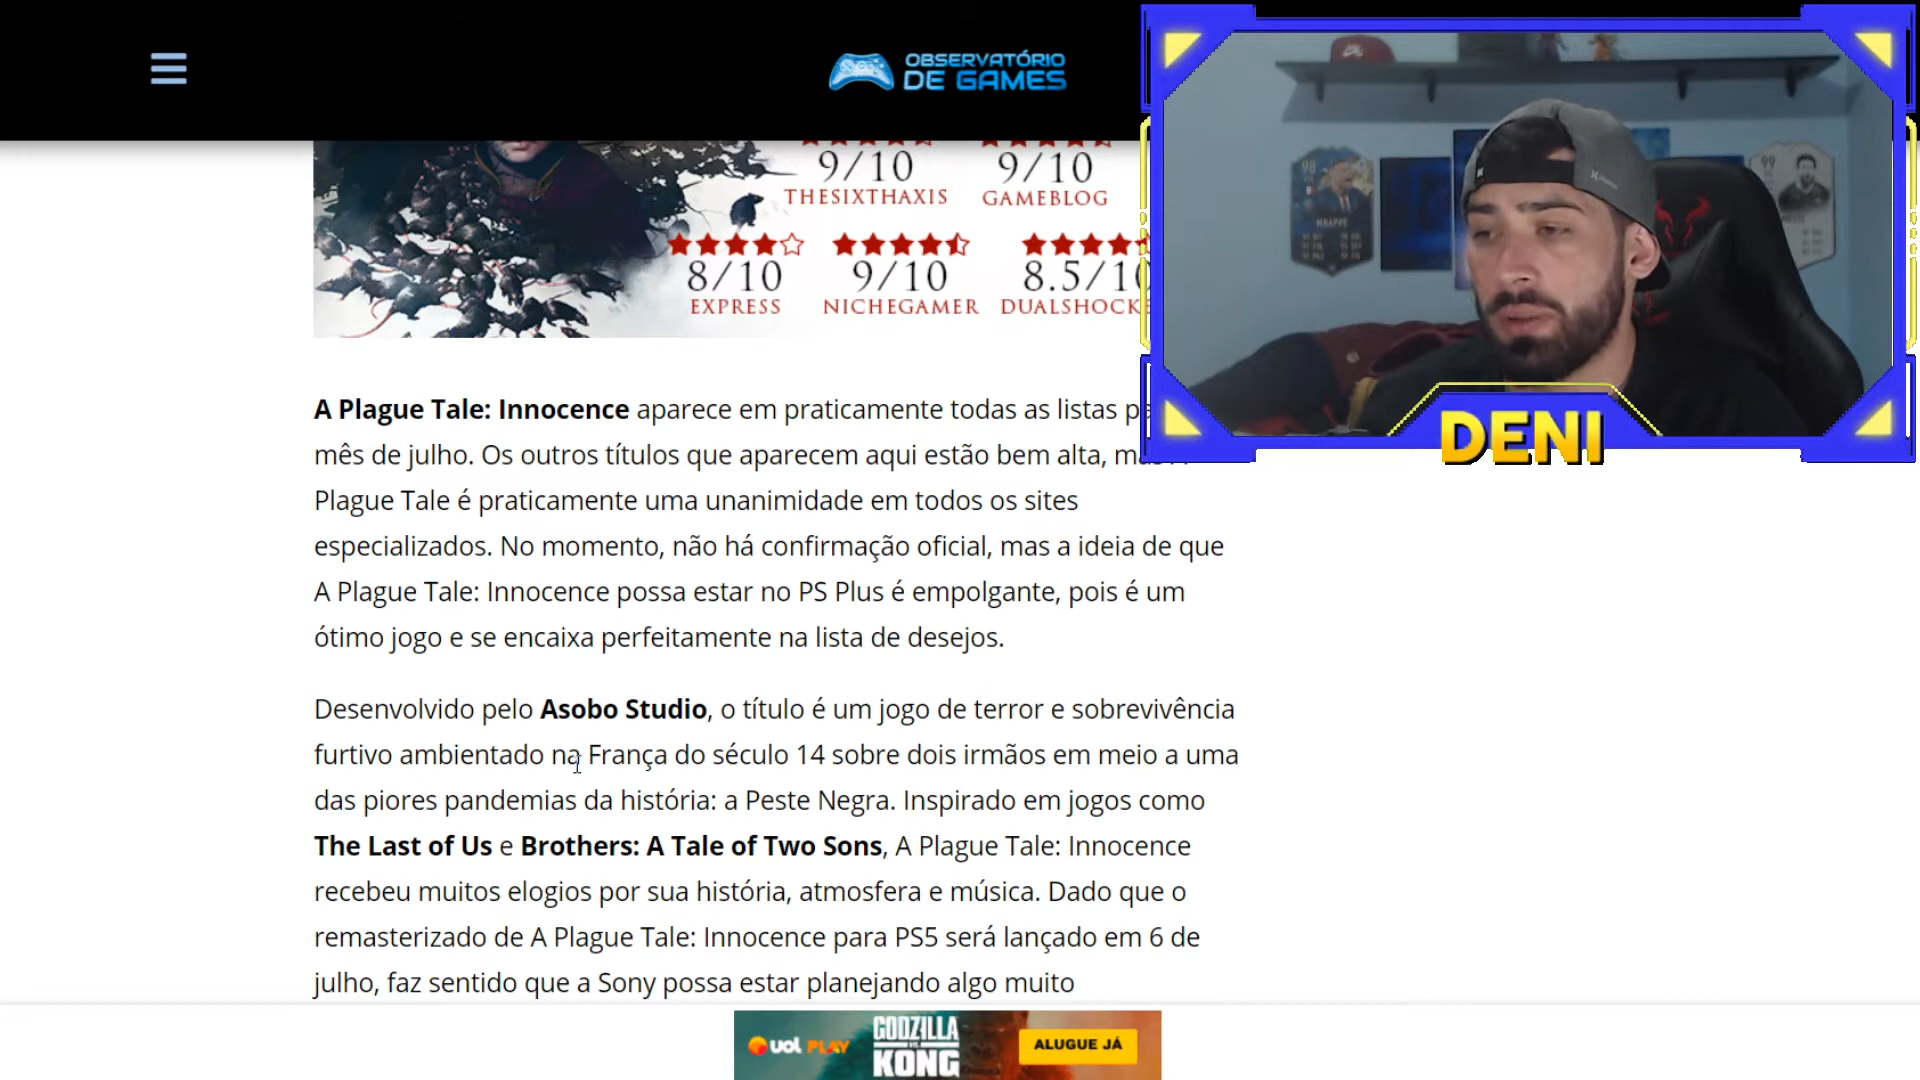 OBSERVATÓRIO
DE GAMES
9/10
THESIXTHAXIS
9/10
GAMEBLOG
8/10
EXPRESS
9/10
NICHEGAMER
8.5/10
DUALSHOCK
99
MBAPPÉ
DENI
A Plague Tale: Innocence aparece em praticamente todas as listas
mês de julho. Os outros títulos que aparecem aqui estão bem alta,
Plague Tale é praticamente uma unanimidade em todos os sites
especializados. No momento, não há confirmação oficial, mas a ideia de que
A Plague Tale: Innocence possa estar no PS Plus é empolgante, pois é um
ótimo jogo e se encaixa perfeitamente na lista de desejos.
Desenvolvido pelo Asobo Studio, o título é um jogo de terror e sobrevivência
furtivo ambientado na França do século 14 sobre dois irmãos em meio a uma
das piores pandemias da história: a Peste Negra. Inspirado em jogos como
The Last of Us e Brothers: A Tale of Two Sons, A Plague Tale: Innocence
recebeu muitos elogios por sua história, atmosfera e música. Dado que o
remasterizado de A Plague Tale: Innocence para PS5 será lançado em 6 de
julho, faz sentido que a Sony possa estar planejando algo muito
UOL PLAY
GODZILLA
VS
KONG
ALUGUE JÁ